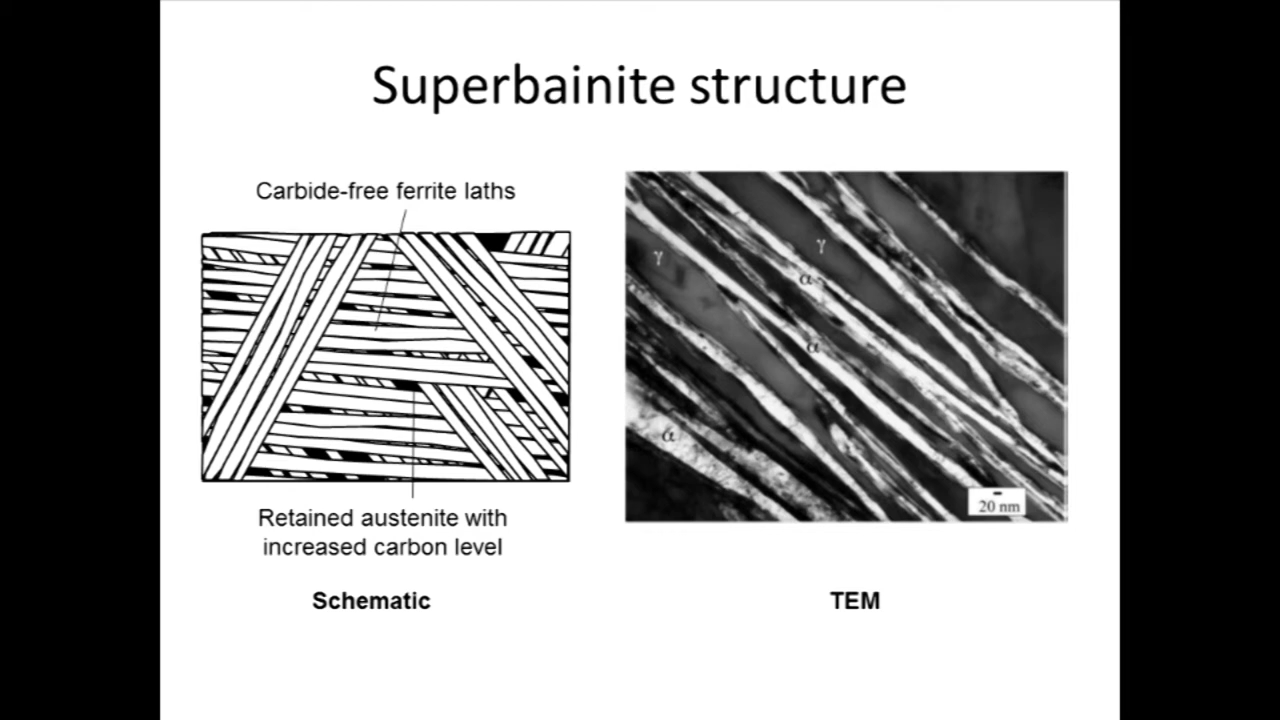 Superbainite structure
Carbide-free ferrite laths
Retained austenite with
increased carbon level
Schematic
γ
γ
α
α
α
20 nm
TEM